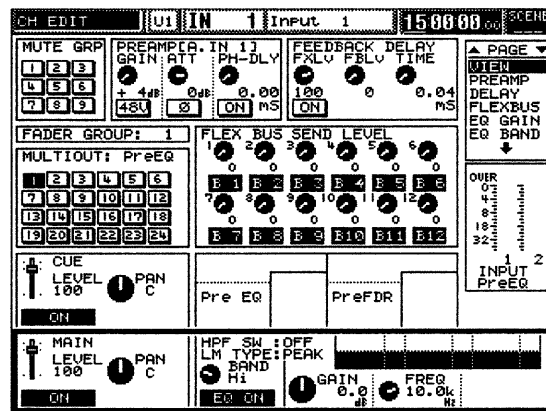 CH EDIT U1 IN 1 Input 1 15000000.00 SCENE
MUTE GRP
1 2 3
4 5 6
7 8 9
PREAMP[A.IN 1]
GAIN ATT PH-DLY
+ 4dB 0dB 0.00
48V Ø ON mS
FEEDBACK DELAY
FXLv FBLv TIME
100 0 0.04
ON mS
PAGE
VIEW
PREAMP
DELAY
FLEXBUS
EQ GAIN
EQ BAND
FADER GROUP: 1
MULTIOUT: PreEQ
1 2 3 4 5 6
7 8 9 10 11 12
13 14 15 16 17 18
19 20 21 22 23 24
FLEX BUS SEND LEVEL
1 2 3 4 5 6
0 0 0 0 0 0
B 1 B 2 B 3 B 4 B 5 B 6
7 8 9 10 11 12
0 0 0 0 0 0
B 7 B 8 B 9 B10 B11 B12
OVER
0
4
8
18
32
1 2
INPUT
PreEQ
CUE
LEVEL PAN
100 C
ON
Pre EQ PreFDR
MAIN
LEVEL PAN
100 C
ON
HPF SW :OFF
LM TYPE:PEAK
BAND
Hi
EQ ON
GAIN
0.0
dB
FREQ
10.0k
Hz